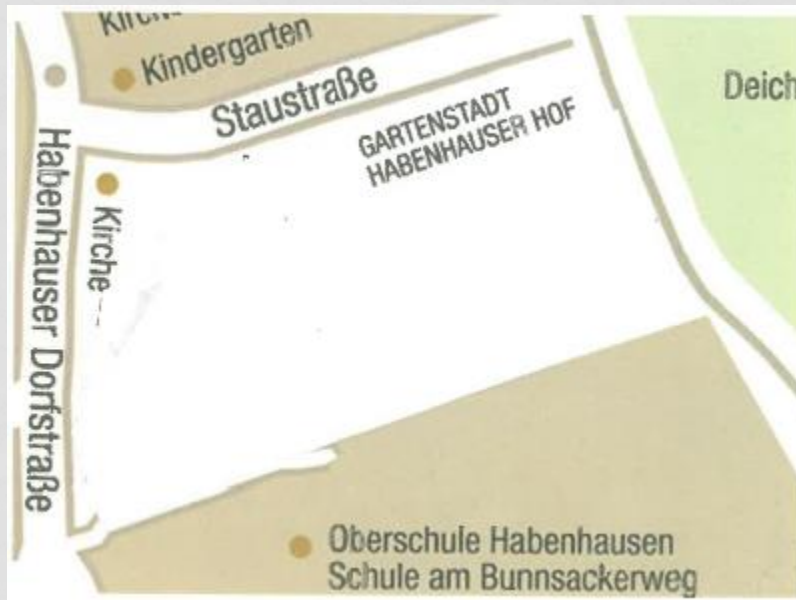 Kindergarten
Staustraße
Deich
GARTENSTADT
HABENHAUSER HOF
Habenhauser Dorfstraße
Kirche
Oberschule Habenhausen
Schule am Bunnsackerweg